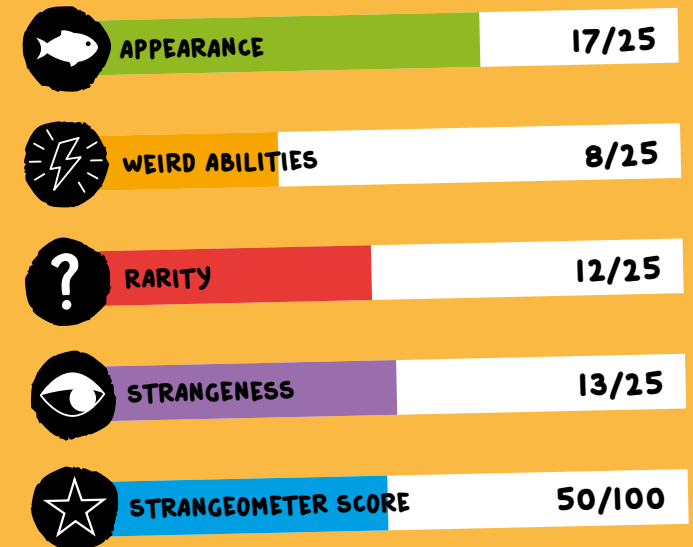 APPEARANCE 17/25
WEIRD ABILITIES 8/25
? RARITY 12/25
STRANGENESS 13/25
STRANGEOMETER SCORE 50/100